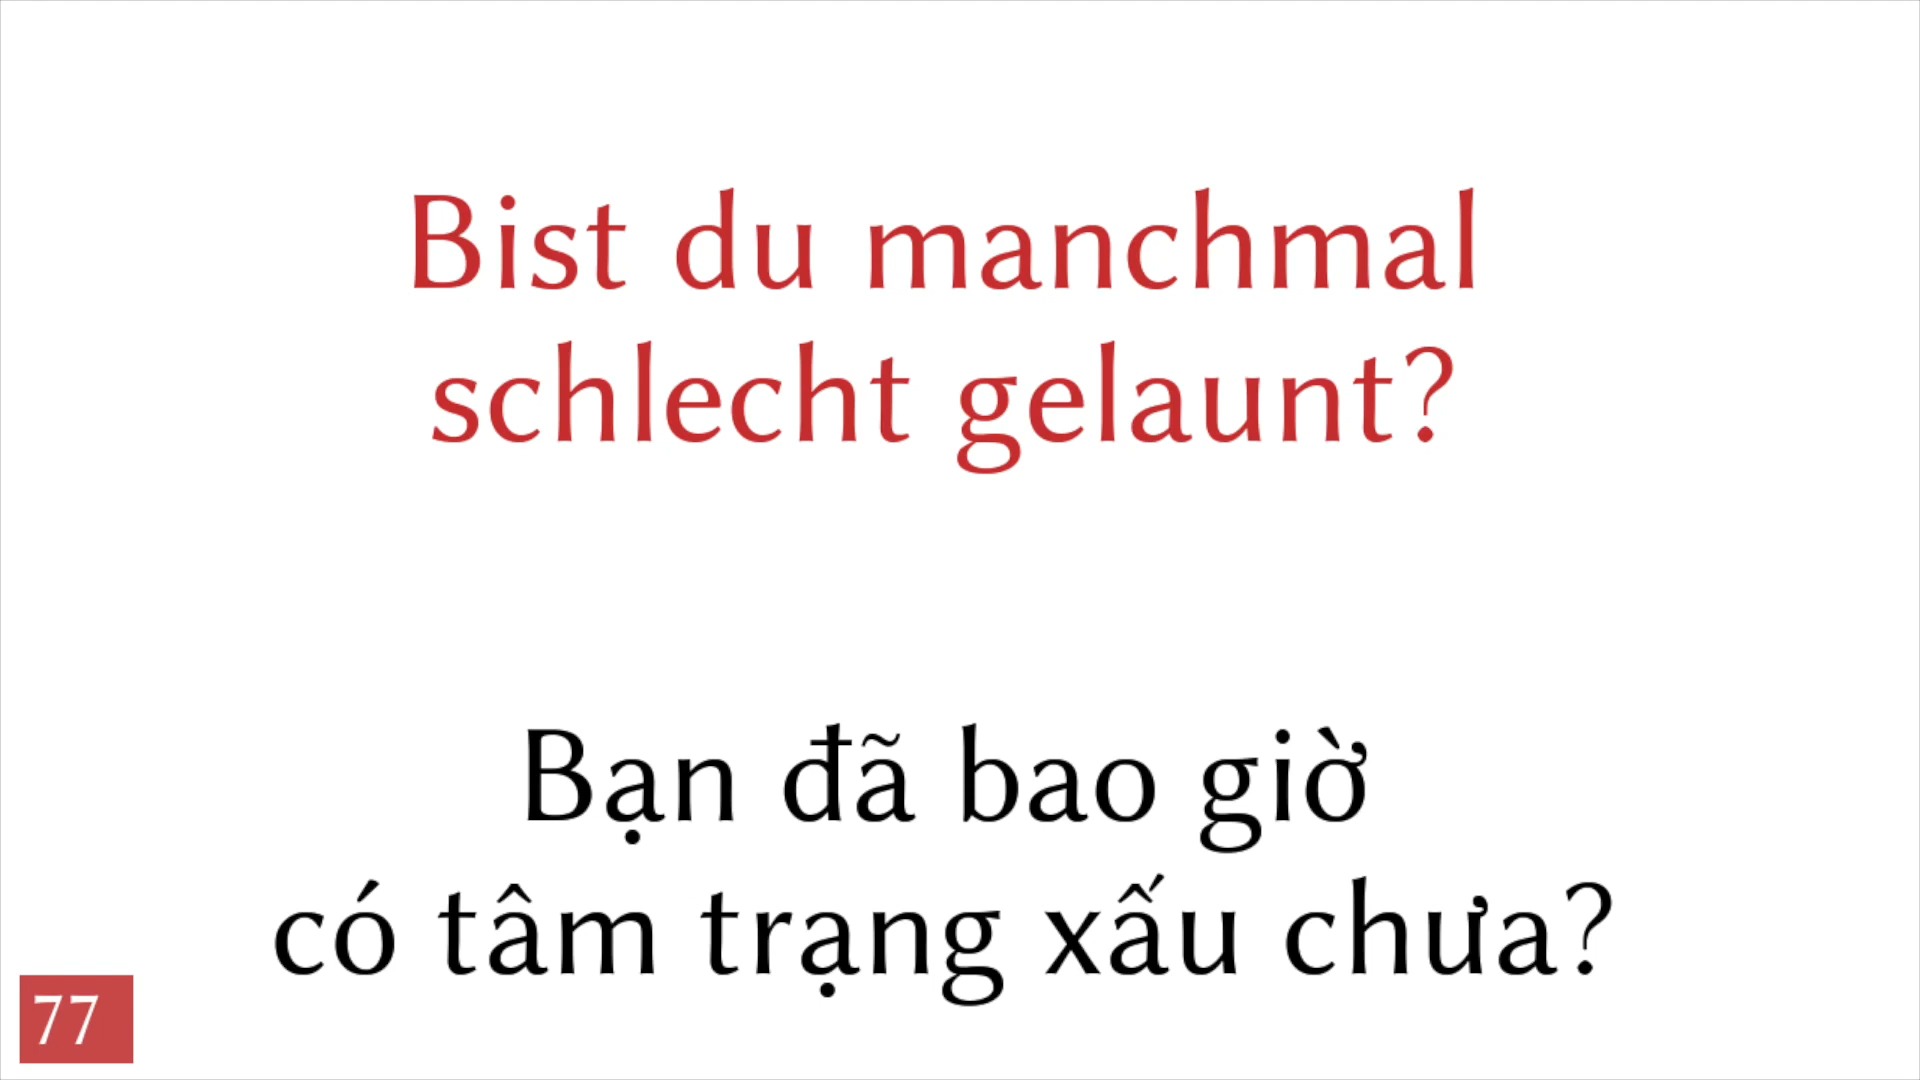 Bist du manchmal
schlecht gelaunt?
Bạn đã bao giờ
có tâm trạng xấu chưa?
77